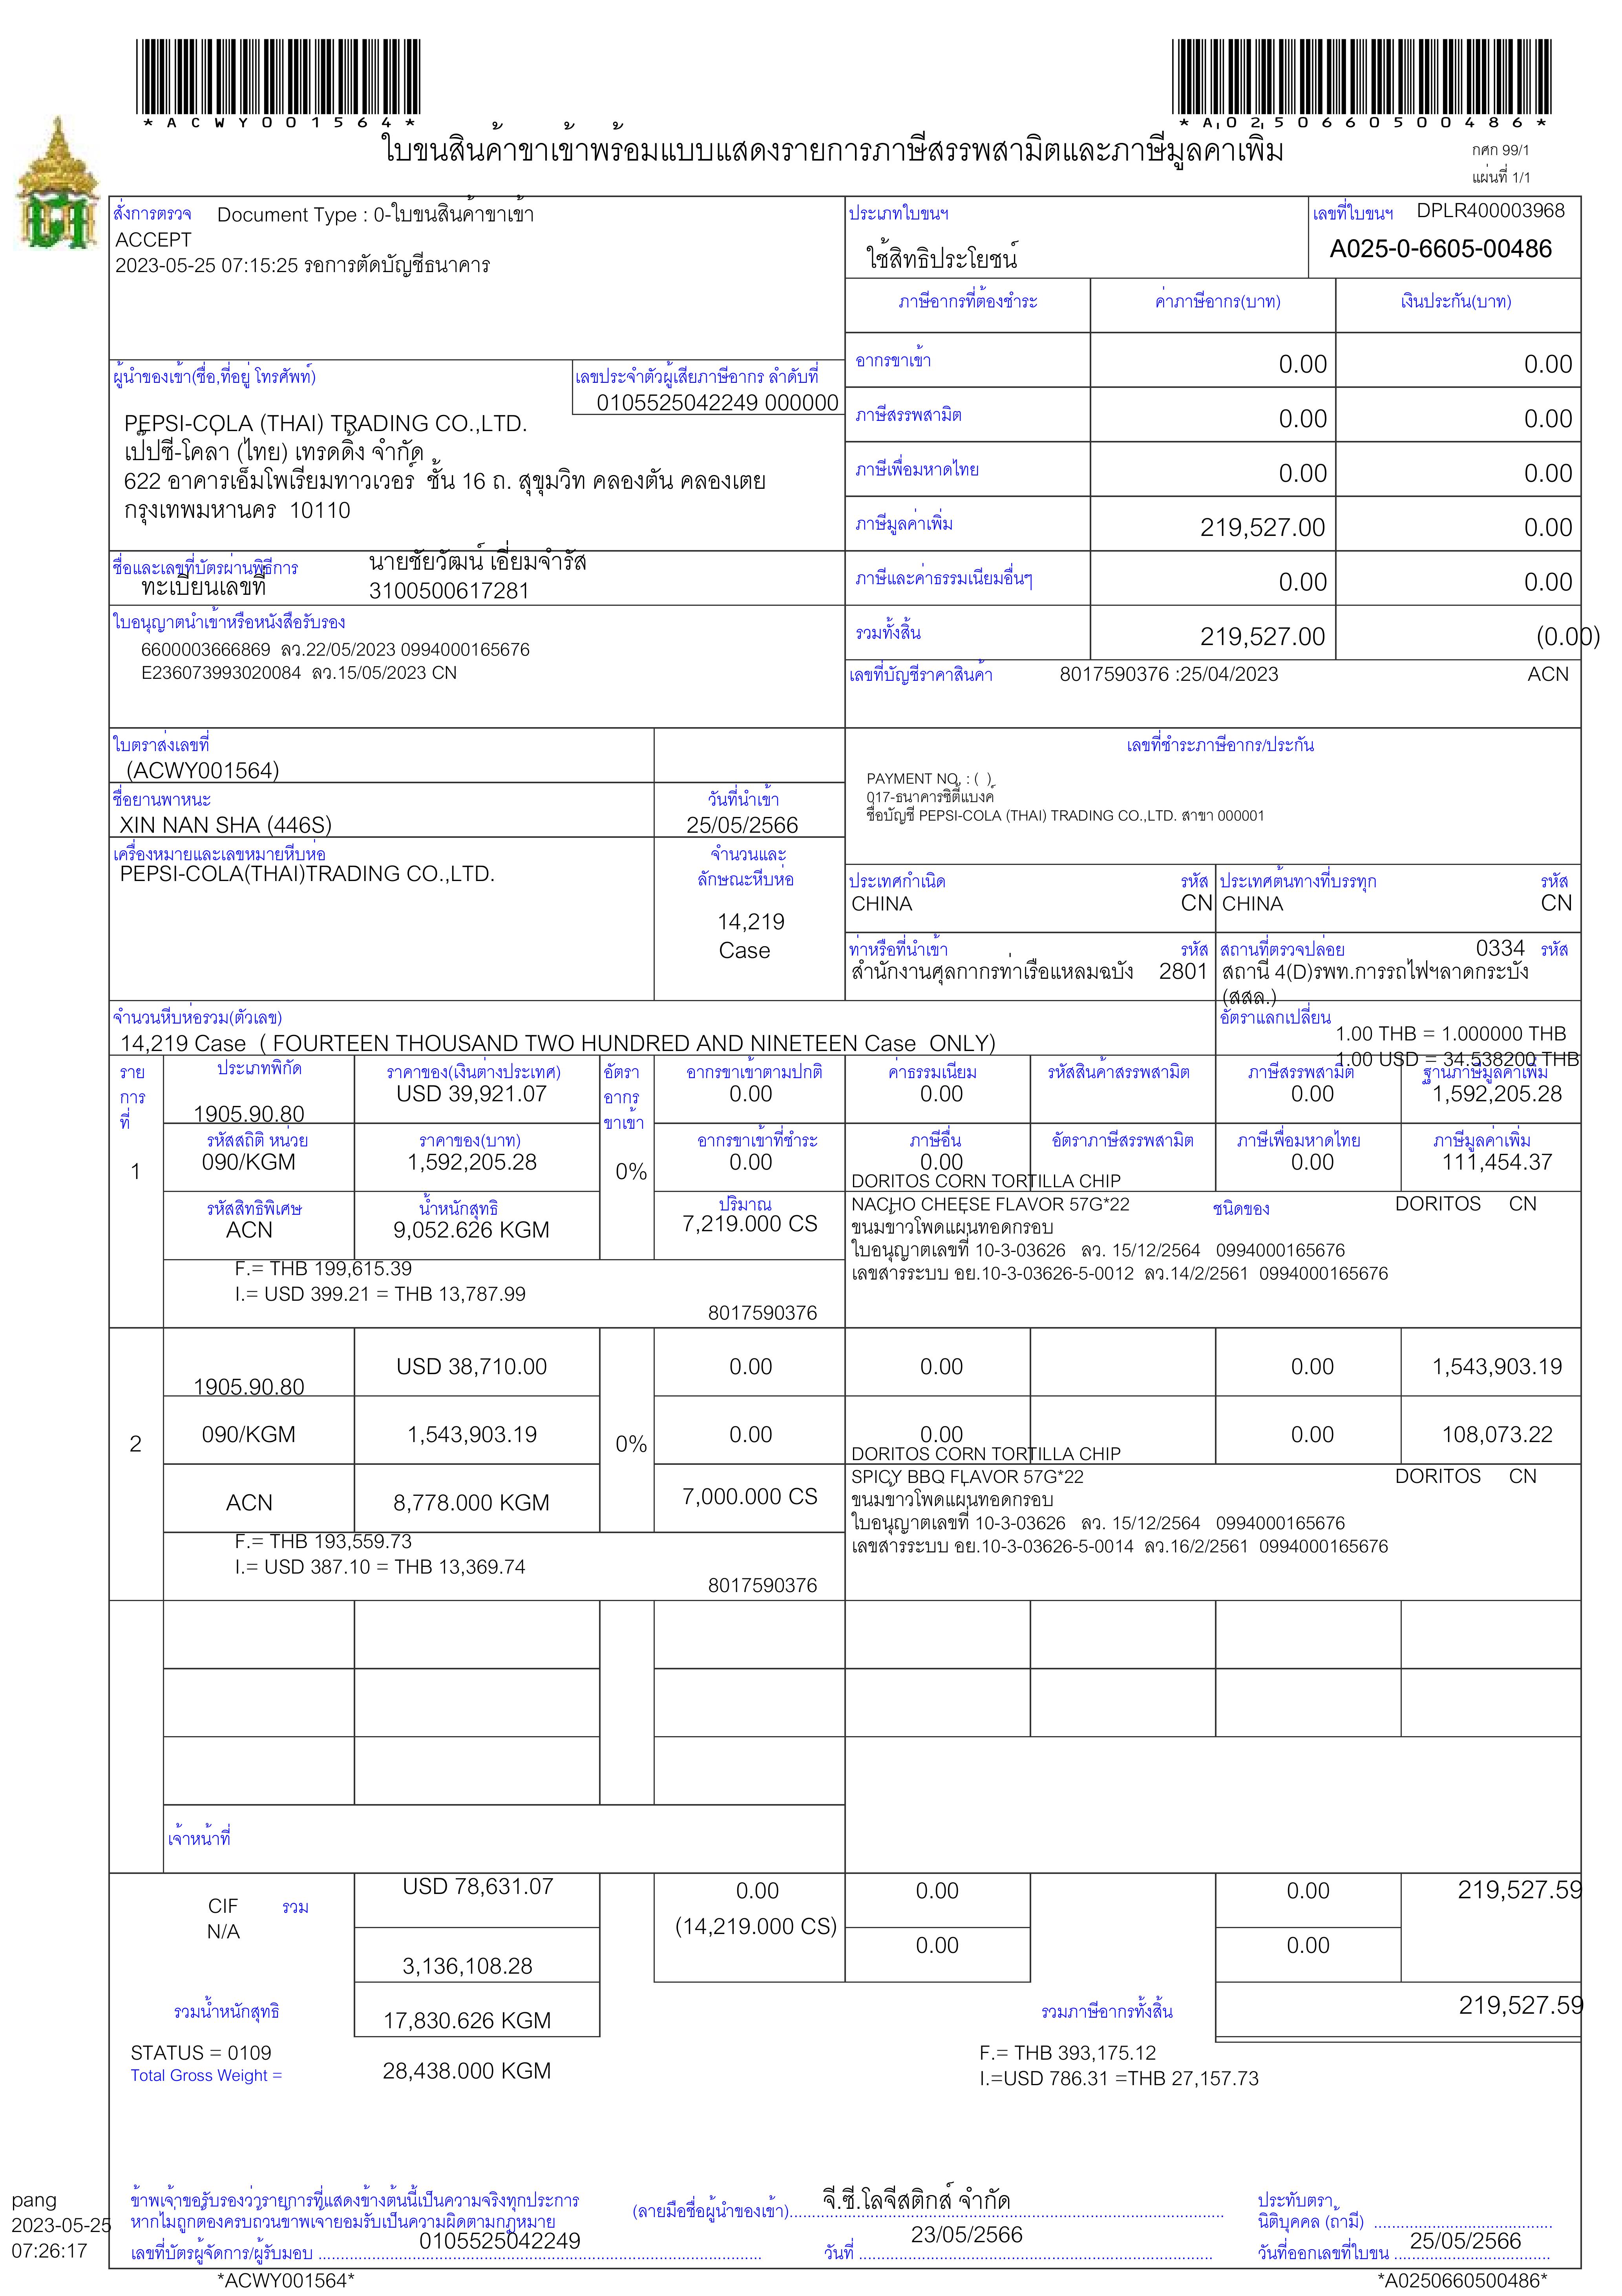 *ACWY001564*
*A0250660500486*
ใบขนสินค้าขาเข้าพร้อมแบบแสดงรายการภาษีสรรพสามิตและภาษีมูลค่าเพิ่ม
กศก 99/1
แผ่นที่ 1/1
สั่งการตรวจ Document Type : 0-ใบขนสินค้าขาเข้า
ACCEPT
2023-05-25 07:15:25 รอการตัดบัญชีธนาคาร
ประเภทใบขนฯ
ใช้สิทธิประโยชน์
เลขที่ใบขนฯ DPLR400003968
A025-0-6605-00486
ภาษีอากรที่ต้องชำระ ค่าภาษีอากร(บาท) เงินประกัน(บาท)
อากรขาเข้า 0.00 0.00
ภาษีสรรพสามิต 0.00 0.00
ภาษีเพื่อมหาดไทย 0.00 0.00
ภาษีมูลค่าเพิ่ม 219,527.00 0.00
ภาษีและค่าธรรมเนียมอื่นๆ 0.00 0.00
รวมทั้งสิ้น 219,527.00 (0.00)
ผู้นำของเข้า(ชื่อ,ที่อยู่ โทรศัพท์)
เลขประจำตัวผู้เสียภาษีอากร ลำดับที่
0105525042249 000000
PEPSI-COLA (THAI) TRADING CO.,LTD.
เป๊ปซี่-โคลา (ไทย) เทรดดิ้ง จำกัด
622 อาคารเอ็มโพเรียมทาวเวอร์ ชั้น 16 ถ. สุขุมวิท คลองตัน คลองเตย
กรุงเทพมหานคร 10110
ชื่อและเลขที่บัตรผ่านพิธีการ นายชัยวัฒน์ เอี่ยมจำรัส
ทะเบียนเลขที่ 3100500617281
ใบอนุญาตนำเข้าหรือหนังสือรับรอง
6600003666869 ลว.22/05/2023 0994000165676
E236073993020084 ลว.15/05/2023 CN
เลขที่บัญชีราคาสินค้า 8017590376 :25/04/2023 ACN
ใบตราส่งเลขที่
(ACWY001564)
เลขที่ชำระภาษีอากร/ประกัน
PAYMENT NO. : ( )
017-ธนาคารซิตี้แบงค์
ชื่อบัญชี PEPSI-COLA (THAI) TRADING CO.,LTD. สาขา 000001
ชื่อยานพาหนะ วันที่นำเข้า
XIN NAN SHA (446S) 25/05/2566
เครื่องหมายและเลขหมายหีบห่อ
PEPSI-COLA(THAI)TRADING CO.,LTD.
จำนวนและ
ลักษณะหีบห่อ
14,219
Case
ประเทศกำเนิด รหัส ประเทศต้นทางที่บรรทุก รหัส
CHINA CN CHINA CN
ท่าหรือที่นำเข้า รหัส สถานที่ตรวจปล่อย 0334 รหัส
สำนักงานศุลกากรท่าเรือแหลมฉบัง 2801 สถานี 4(D)รพท.การรถไฟฯลาดกระบัง
(สสล.)
จำนวนหีบห่อรวม(ตัวเลข)
14,219 Case ( FOURTEEN THOUSAND TWO HUNDRED AND NINETEEN Case ONLY)
อัตราแลกเปลี่ยน
1.00 THB = 1.000000 THB
1.00 USD = 34.538200 THB
ราย
การ
ที่
ประเภทพิกัด ราคาของ(เงินต่างประเทศ) อัตรา
อากร
ขาเข้า
อากรขาเข้าตามปกติ ค่าธรรมเนียม รหัสสินค้าสรรพสามิต ภาษีสรรพสามิต ฐานภาษีมูลค่าเพิ่ม
1905.90.80 USD 39,921.07 0.00 0.00 0.00 1,592,205.28
รหัสสถิติ หน่วย ราคาของ(บาท) อากรขาเข้าที่ชำระ ภาษีอื่น อัตราภาษีสรรพสามิต ภาษีเพื่อมหาดไทย ภาษีมูลค่าเพิ่ม
1 090/KGM 1,592,205.28 0% 0.00 0.00 0.00 111,454.37
รหัสสิทธิพิเศษ น้ำหนักสุทธิ ปริมาณ ชนิดของ
ACN 9,052.626 KGM 7,219.000 CS
DORITOS CORN TORTILLA CHIP
NACHO CHEESE FLAVOR 57G*22 DORITOS CN
ขนมข้าวโพดแผ่นทอดกรอบ
ใบอนุญาตเลขที่ 10-3-03626 ลว. 15/12/2564 0994000165676
เลขสารระบบ อย.10-3-03626-5-0012 ลว.14/2/2561 0994000165676
F.= THB 199,615.39
I.= USD 399.21 = THB 13,787.99
8017590376
1905.90.80 USD 38,710.00 0.00 0.00 0.00 1,543,903.19
2 090/KGM 1,543,903.19 0% 0.00 0.00 0.00 108,073.22
ACN 8,778.000 KGM 7,000.000 CS
DORITOS CORN TORTILLA CHIP
SPICY BBQ FLAVOR 57G*22 DORITOS CN
ขนมข้าวโพดแผ่นทอดกรอบ
ใบอนุญาตเลขที่ 10-3-03626 ลว. 15/12/2564 0994000165676
เลขสารระบบ อย.10-3-03626-5-0014 ลว.16/2/2561 0994000165676
F.= THB 193,559.73
I.= USD 387.10 = THB 13,369.74
8017590376
เจ้าหน้าที่
CIF รวม USD 78,631.07 0.00 0.00 0.00 219,527.59
N/A (14,219.000 CS) 0.00 0.00
3,136,108.28
รวมน้ำหนักสุทธิ 17,830.626 KGM รวมภาษีอากรทั้งสิ้น 219,527.59
STATUS = 0109
Total Gross Weight = 28,438.000 KGM
F.= THB 393,175.12
I.=USD 786.31 =THB 27,157.73
pang
2023-05-25
07:26:17
ข้าพเจ้าขอรับรองว่ารายการที่แสดงข้างต้นนี้เป็นความจริงทุกประการ
หากไม่ถูกต้องครบถ้วนข้าพเจ้ายอมรับเป็นความผิดตามกฎหมาย
เลขที่บัตรผู้จัดการ/ผู้รับมอบ 0105525042249
(ลายมือชื่อผู้นำของเข้า) จี.ซี.โลจีสติกส์ จำกัด
วันที่ 23/05/2566
ประทับตรา
นิติบุคคล (ถ้ามี)
วันที่ออกเลขที่ใบขน 25/05/2566
*ACWY001564*
*A0250660500486*